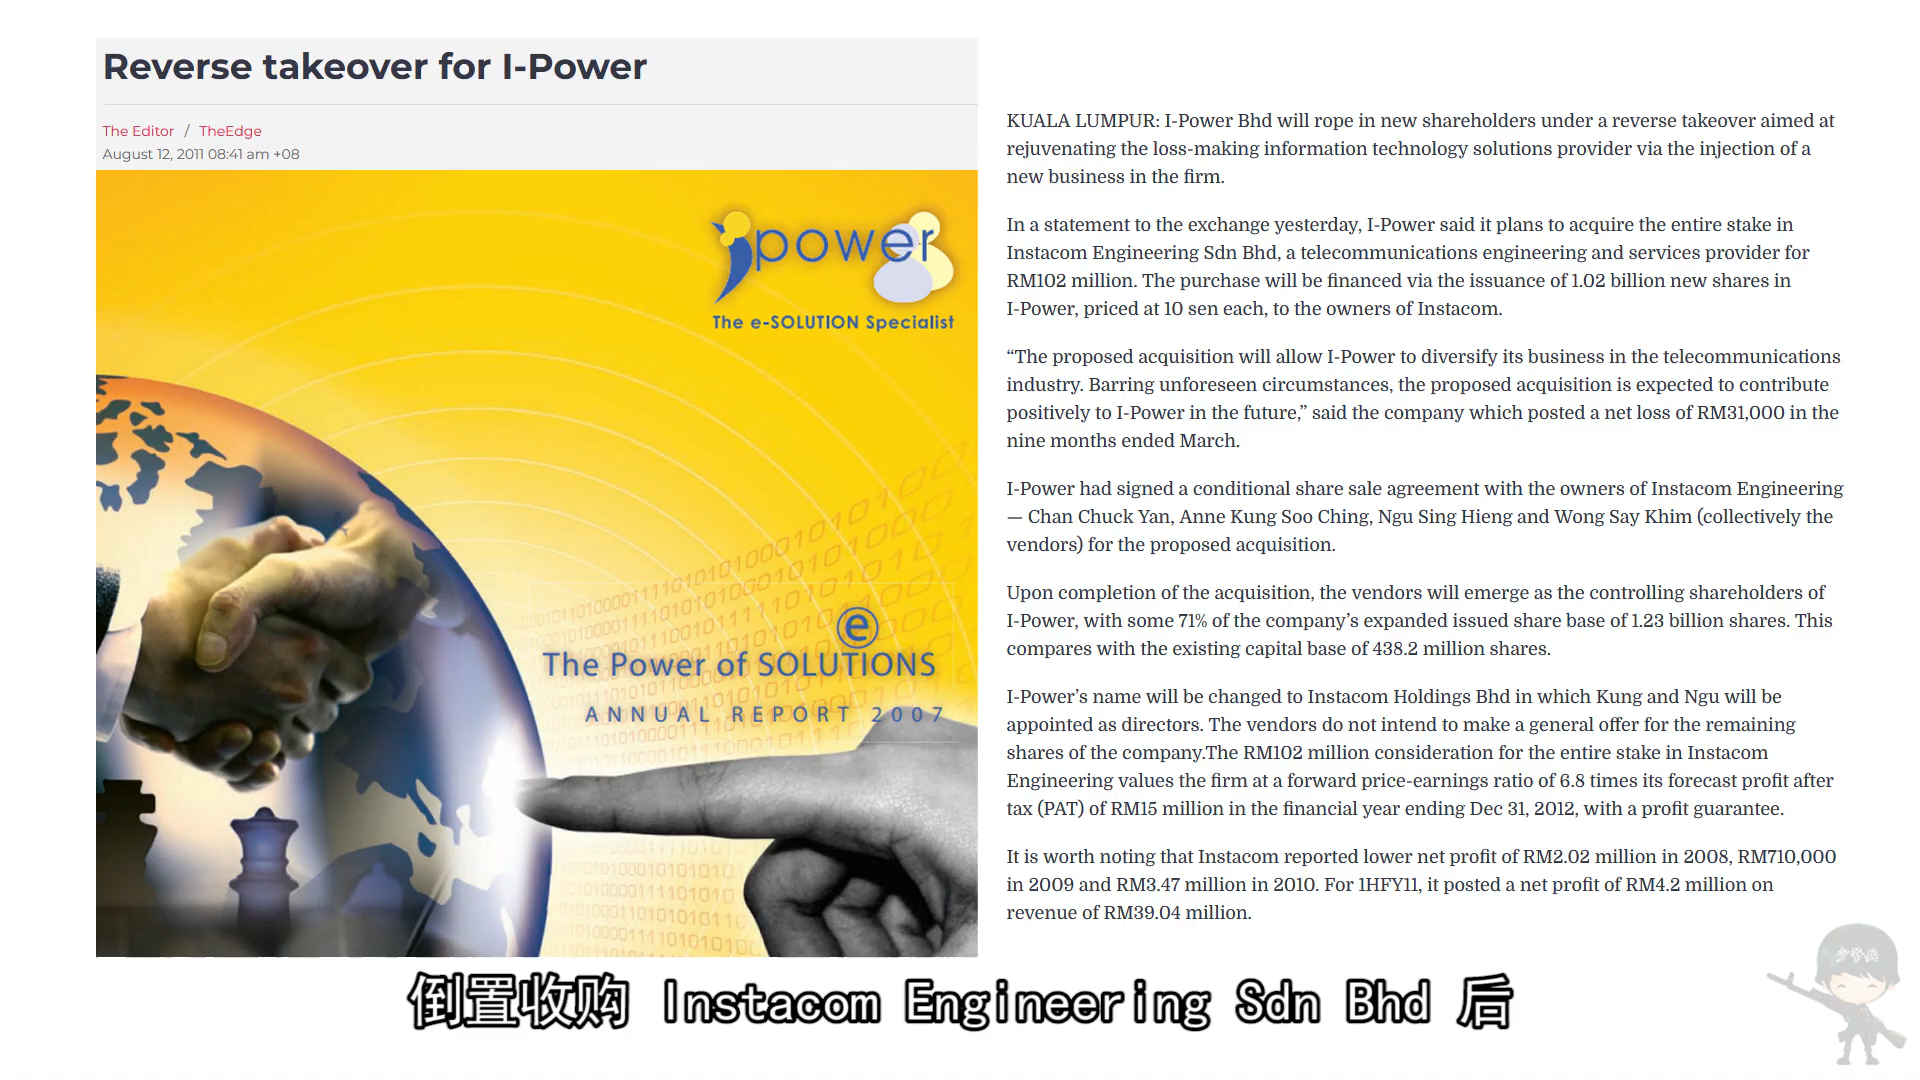 Reverse takeover for I-Power
The Editor / TheEdge
August 12, 2011 08:41 am +08
ipower
The e-SOLUTION Specialist
e
The Power of SOLUTIONS
ANNUAL REPORT 2007
KUALA LUMPUR: I-Power Bhd will rope in new shareholders under a reverse takeover aimed at
rejuvenating the loss-making information technology solutions provider via the injection of a
new business in the firm.
In a statement to the exchange yesterday, I-Power said it plans to acquire the entire stake in
Instacom Engineering Sdn Bhd, a telecommunications engineering and services provider for
RM102 million. The purchase will be financed via the issuance of 1.02 billion new shares in
I-Power, priced at 10 sen each, to the owners of Instacom.
“The proposed acquisition will allow I-Power to diversify its business in the telecommunications
industry. Barring unforeseen circumstances, the proposed acquisition is expected to contribute
positively to I-Power in the future,” said the company which posted a net loss of RM31,000 in the
nine months ended March.
I-Power had signed a conditional share sale agreement with the owners of Instacom Engineering
— Chan Chuck Yan, Anne Kung Soo Ching, Ngu Sing Hieng and Wong Say Khim (collectively the
vendors) for the proposed acquisition.
Upon completion of the acquisition, the vendors will emerge as the controlling shareholders of
I-Power, with some 71% of the company’s expanded issued share base of 1.23 billion shares. This
compares with the existing capital base of 438.2 million shares.
I-Power’s name will be changed to Instacom Holdings Bhd in which Kung and Ngu will be
appointed as directors. The vendors do not intend to make a general offer for the remaining
shares of the company.The RM102 million consideration for the entire stake in Instacom
Engineering values the firm at a forward price-earnings ratio of 6.8 times its forecast profit after
tax (PAT) of RM15 million in the financial year ending Dec 31, 2012, with a profit guarantee.
It is worth noting that Instacom reported lower net profit of RM2.02 million in 2008, RM710,000
in 2009 and RM3.47 million in 2010. For 1HFY11, it posted a net profit of RM4.2 million on
revenue of RM39.04 million.
倒置收购 Instacom Engineering Sdn Bhd 后